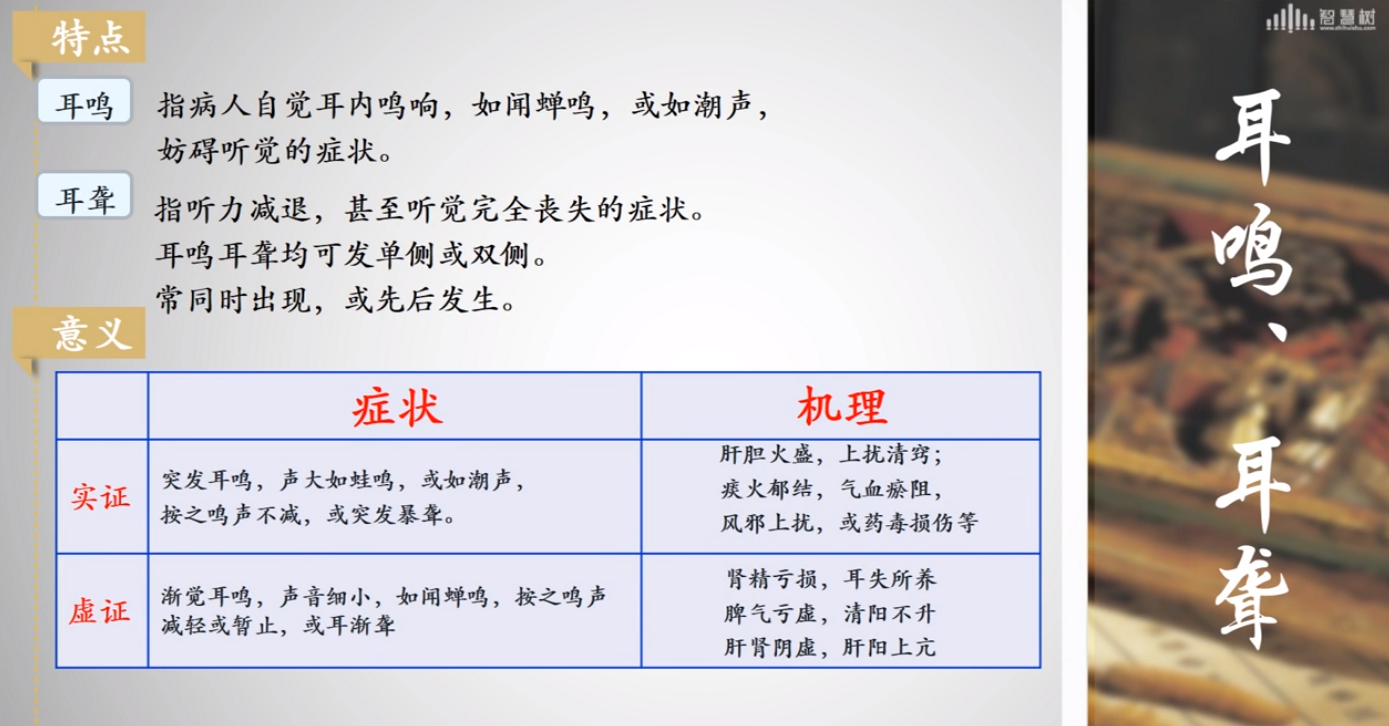 特点
耳鸣
指病人自觉耳内鸣响，如闻蝉鸣，或如潮声，
妨碍听觉的症状。
耳聋
指听力减退，甚至听觉完全丧失的症状。
耳鸣耳聋均可发单侧或双侧。
常同时出现，或先后发生。
意义
症状
机理
实证
突发耳鸣，声大如蛙鸣，或如潮声，
按之鸣声不减，或突发暴聋。
肝胆火盛，上扰清窍；
痰火郁结，气血瘀阻，
风邪上扰，或药毒损伤等
虚证
渐觉耳鸣，声音细小，如闻蝉鸣，按之鸣声
减轻或暂止，或耳渐聋
肾精亏损，耳失所养
脾气亏虚，清阳不升
肝肾阴虚，肝阳上亢
智慧树
www.zhihuishu.com
耳鸣、耳聋